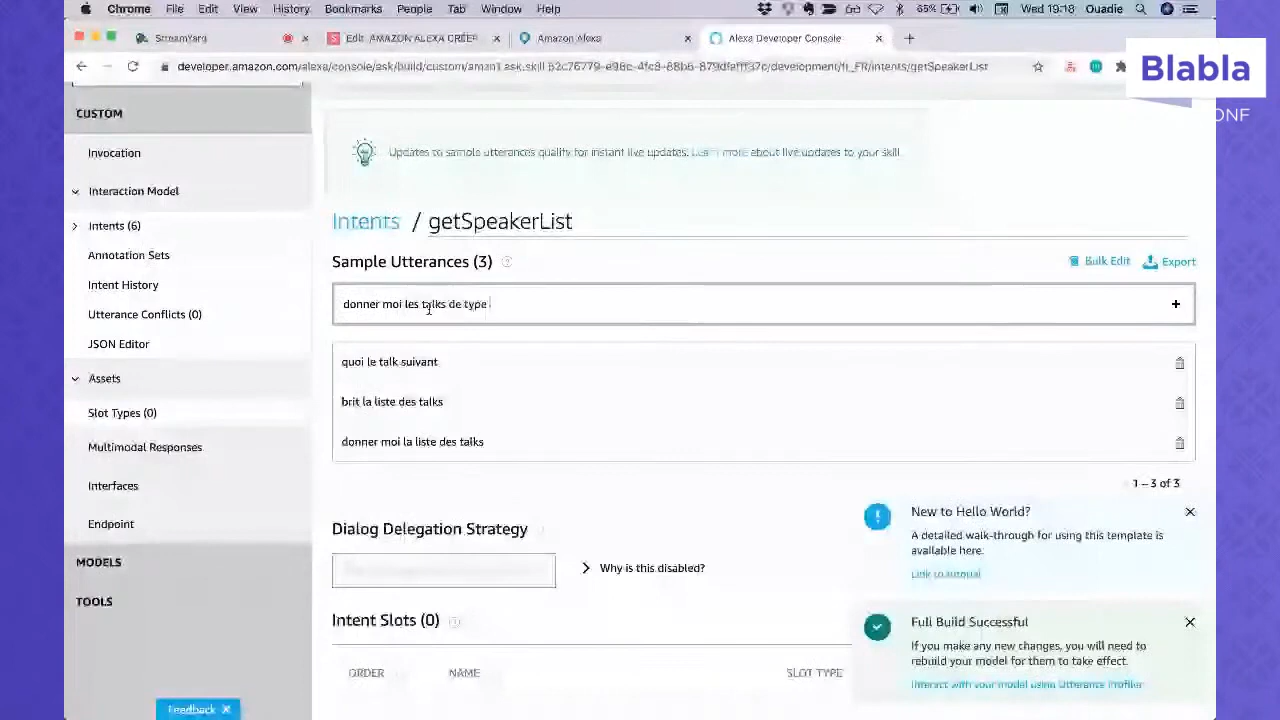 Chrome File Edit View History Bookmarks People Tab Window Help 65% Wed 19:18 Ouadie
StreamYard Edit AMAZON ALEXA Amazon Alexa Alexa Developer Console
Blabla
ONF
CUSTOM
Invocation
Interaction Model
Intents (6)
Annotation Sets
Intent History
Utterance Conflicts (0)
JSON Editor
Assets
Slot Types (0)
Multimodal Responses
Interfaces
Endpoint
MODELS
TOOLS
Feedback
Updates to sample utterances qualify for instant live updates. Learn more about live updates to your skill.
Intents / getSpeakerList
Sample Utterances (3)
Bulk Edit Export
donner moi les talks de type
quoi le talk suivant
brit la liste des talks
donner moi la liste des talks
1 – 3 of 3
Dialog Delegation Strategy
Why is this disabled?
Intent Slots (0)
ORDER NAME SLOT TYPE
New to Hello World?
A detailed walk-through for using this template is
available here.
Link to tutorial
Full Build Successful
If you make any new changes, you will need to
rebuild your model for them to take effect.
Interact with your model using Utterance Profiler